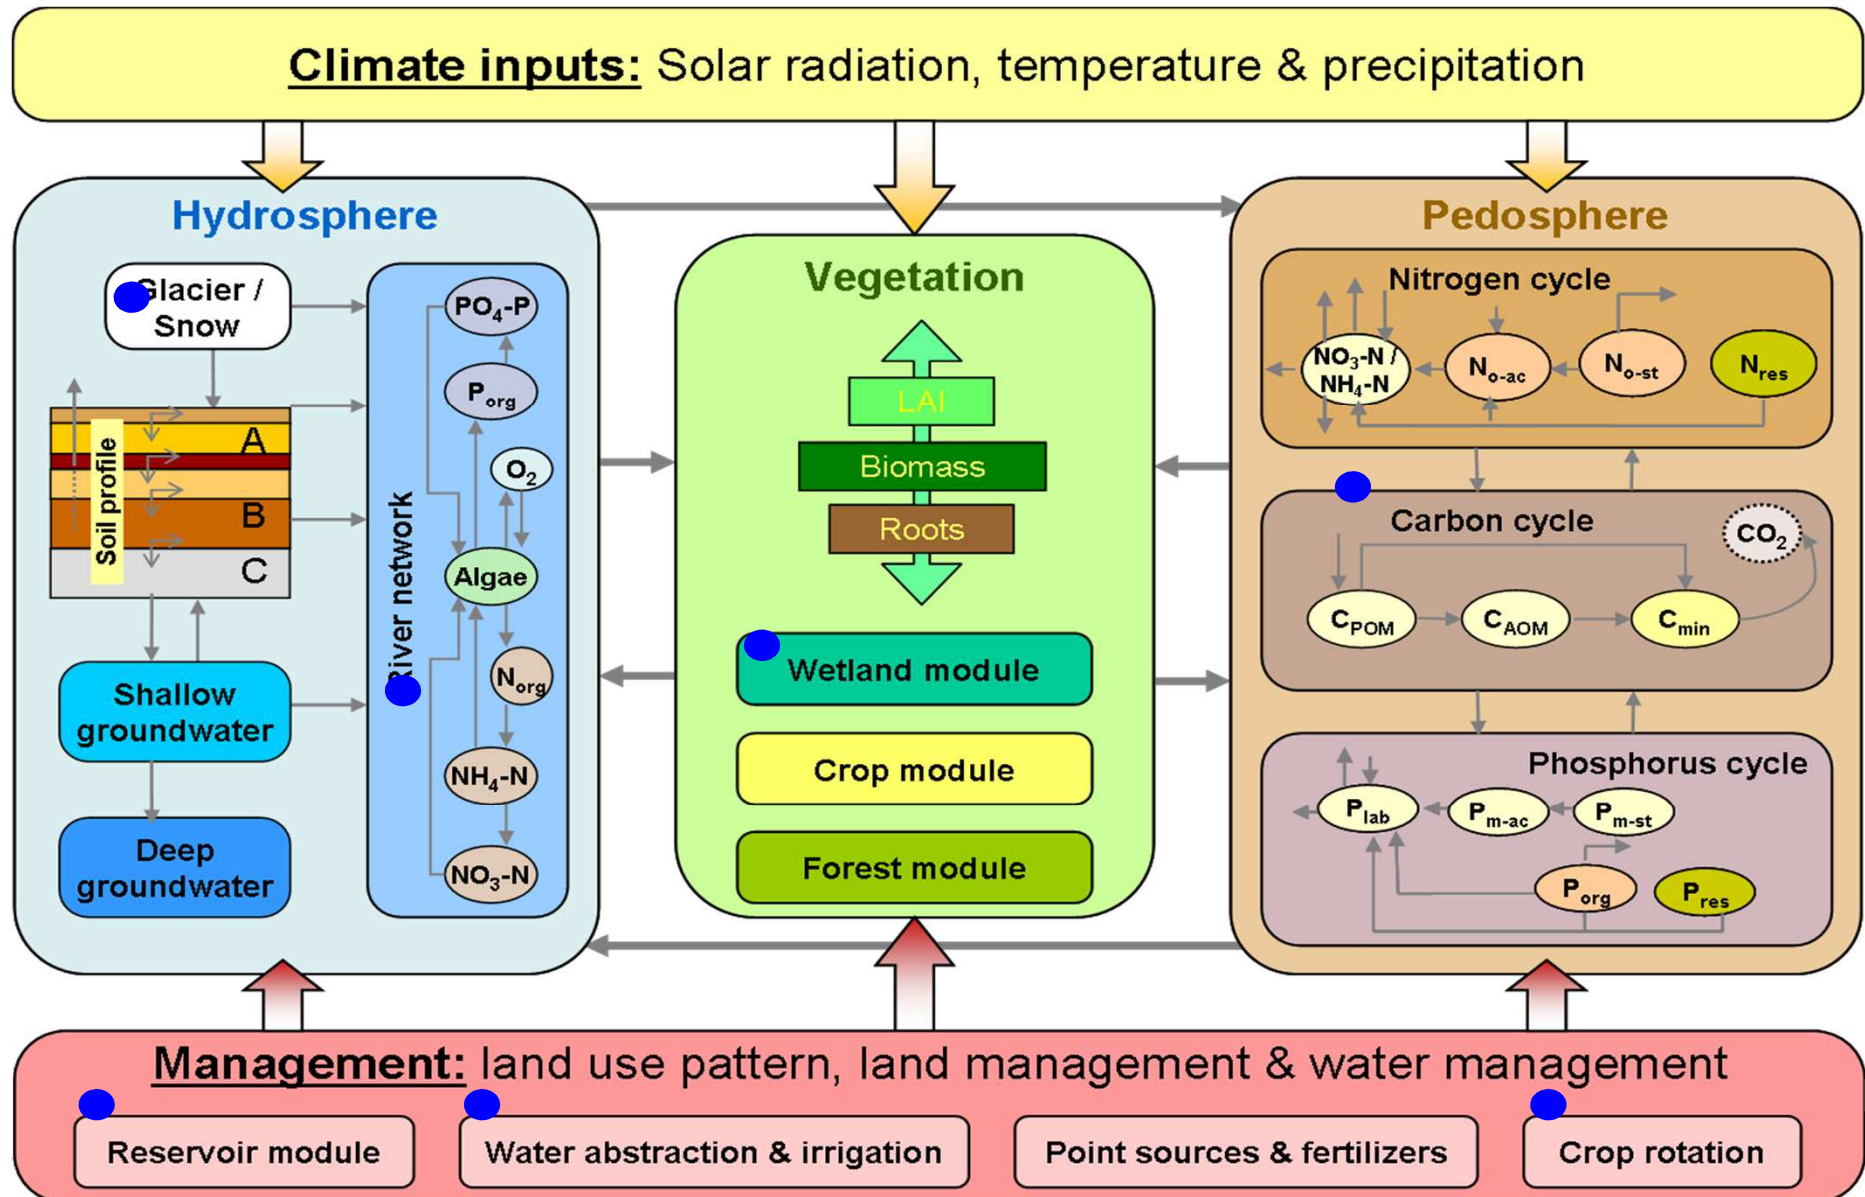 Climate inputs: Solar radiation, temperature & precipitation
Hydrosphere
Glacier /
Snow
Soil profile
A
B
C
Shallow
groundwater
Deep
groundwater
River network
PO4-P
Porg
O2
Algae
Norg
NH4-N
NO3-N
Vegetation
LAI
Biomass
Roots
Wetland module
Crop module
Forest module
Pedosphere
Nitrogen cycle
NO3-N /
NH4-N
No-ac
No-st
Nres
Carbon cycle
CO2
CPOM
CAOM
Cmin
Phosphorus cycle
Plab
Pm-ac
Pm-st
Porg
Pres
Management: land use pattern, land management & water management
Reservoir module
Water abstraction & irrigation
Point sources & fertilizers
Crop rotation